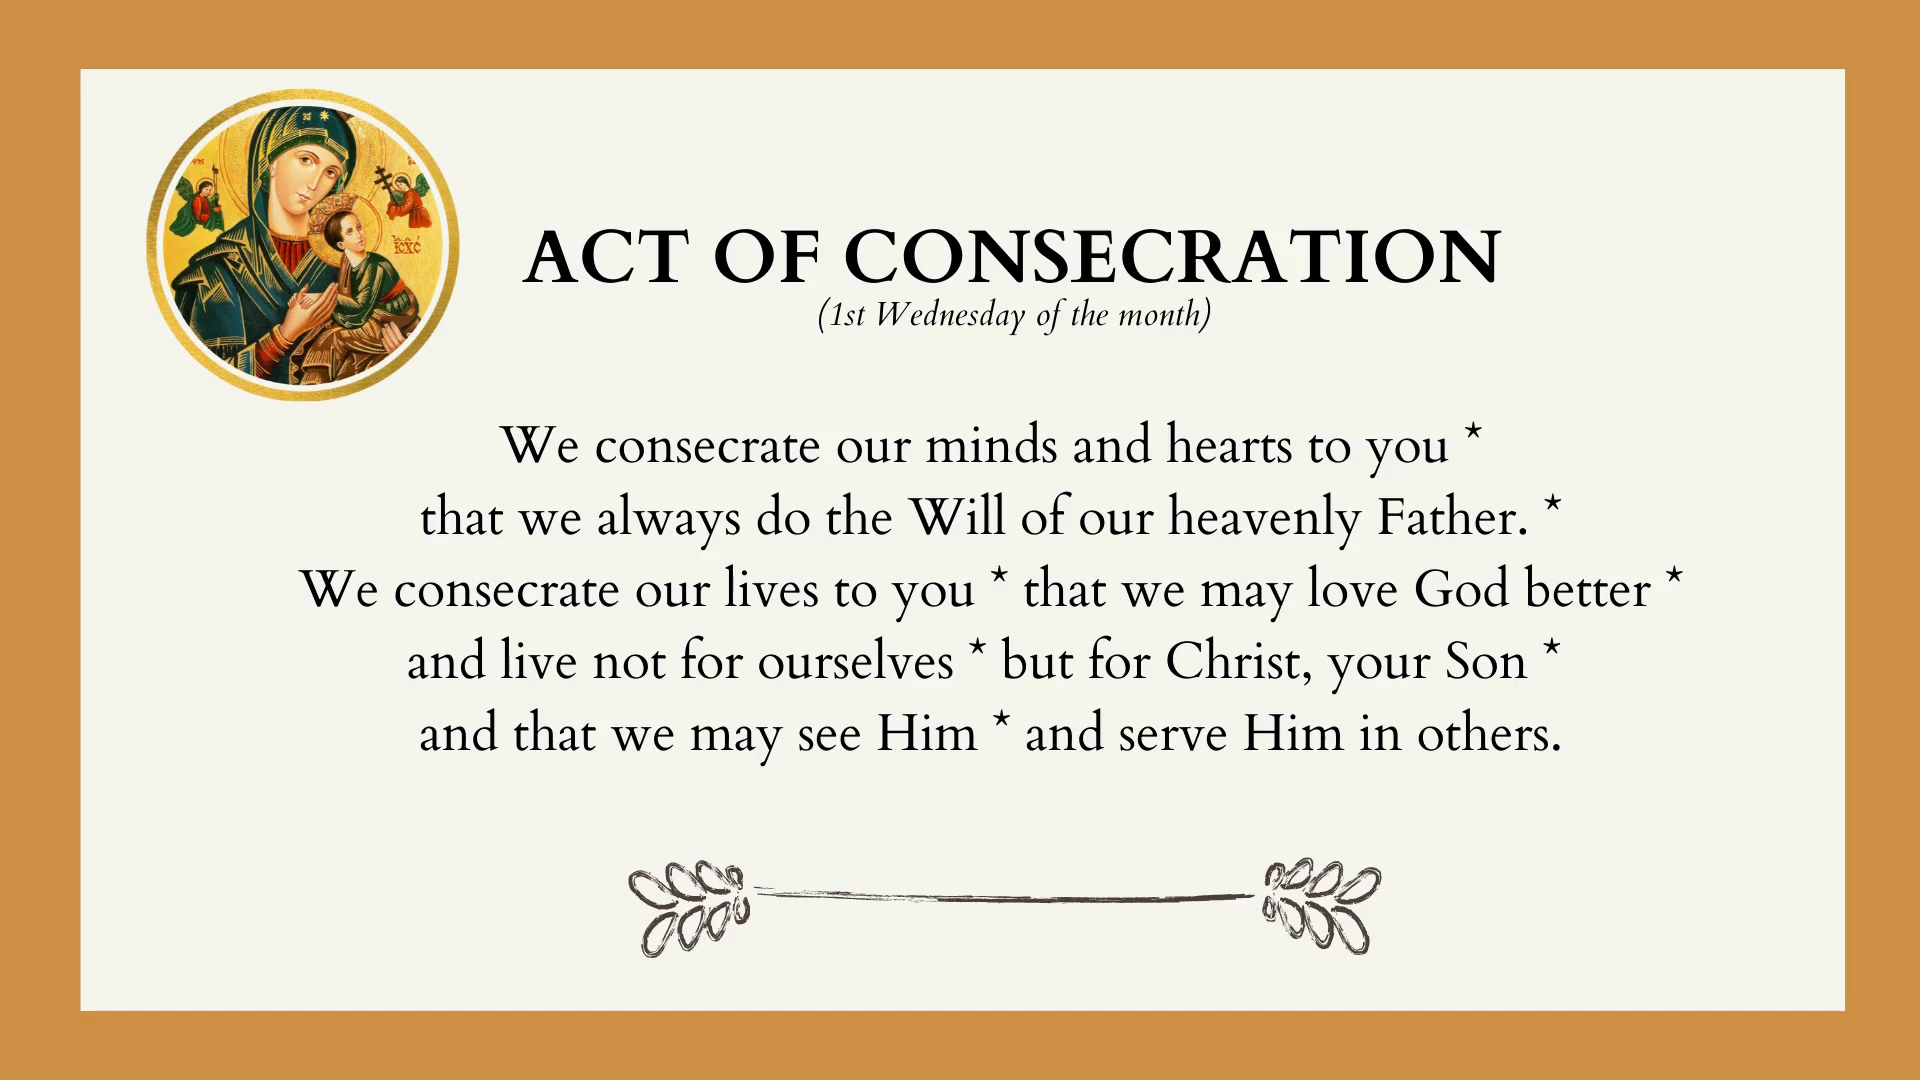 ACT OF CONSECRATION
(1st Wednesday of the month)
We consecrate our minds and hearts to you *
that we always do the Will of our heavenly Father. *
We consecrate our lives to you * that we may love God better *
and live not for ourselves * but for Christ, your Son *
and that we may see Him * and serve Him in others.